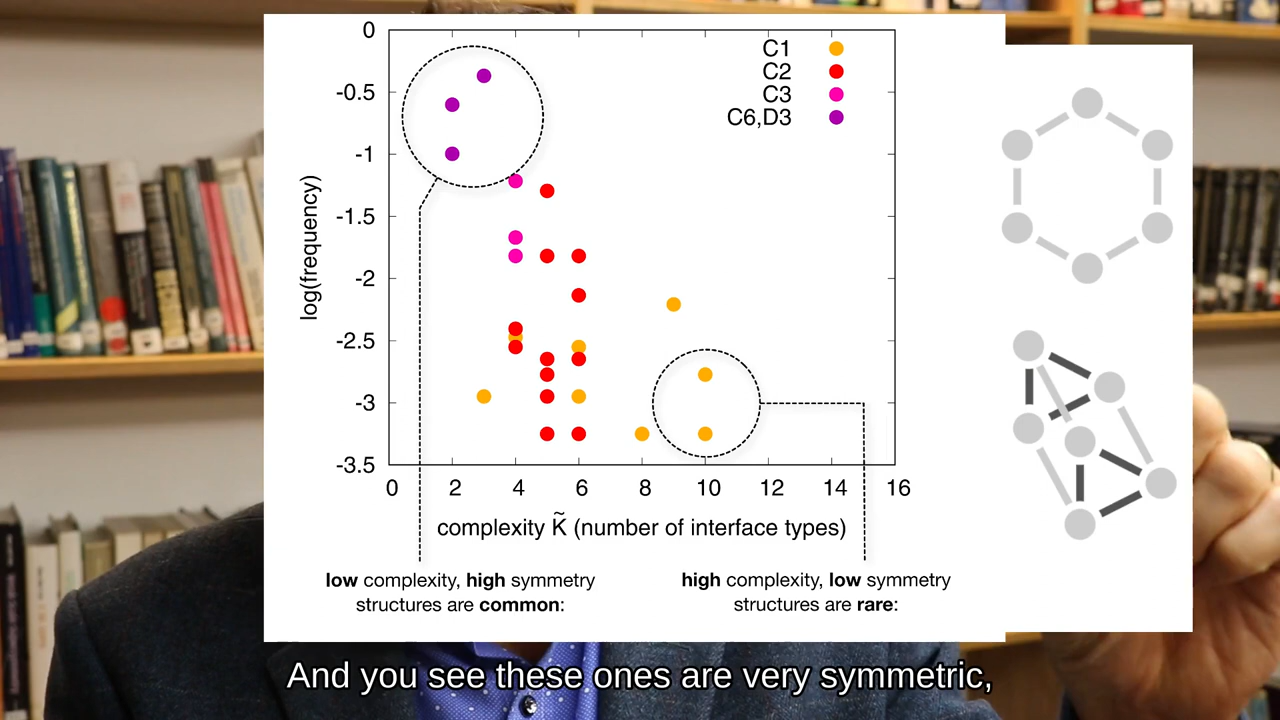 0
-0.5
-1
-1.5
-2
-2.5
-3
-3.5
log(frequency)
C1
C2
C3
C6,D3
0 2 4 6 8 10 12 14 16
complexity K̃ (number of interface types)
low complexity, high symmetry
structures are common:
high complexity, low symmetry
structures are rare:
And you see these ones are very symmetric,